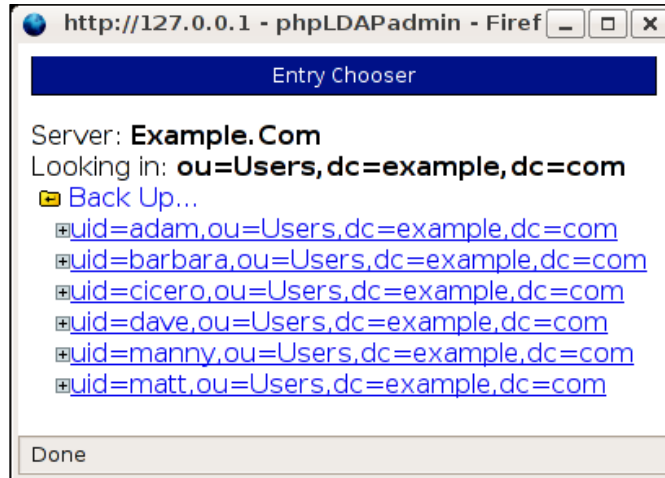 http://127.0.0.1 - phpLDAPadmin - Firef
Entry Chooser
Server: Example.Com
Looking in: ou=Users,dc=example,dc=com
Back Up...
uid=adam,ou=Users,dc=example,dc=com
uid=barbara,ou=Users,dc=example,dc=com
uid=cicero,ou=Users,dc=example,dc=com
uid=dave,ou=Users,dc=example,dc=com
uid=manny,ou=Users,dc=example,dc=com
uid=matt,ou=Users,dc=example,dc=com
Done